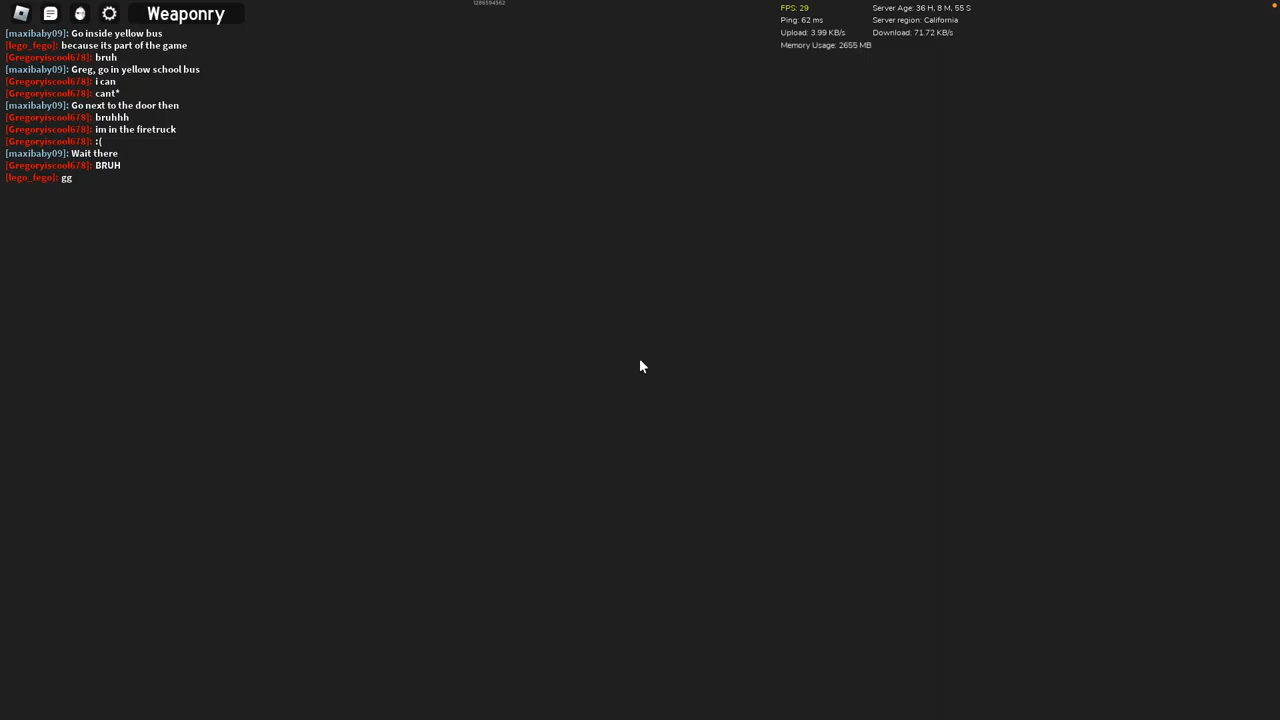 Weaponry
[maxibaby09]: Go inside yellow bus
[lego_fego]: because its part of the game
[Gregoryiscool678]: bruh
[maxibaby09]: Greg, go in yellow school bus
[Gregoryiscool678]: i can
[Gregoryiscool678]: cant*
[maxibaby09]: Go next to the door then
[Gregoryiscool678]: bruhhh
[Gregoryiscool678]: im in the firetruck
[Gregoryiscool678]: :(
[maxibaby09]: Wait there
[Gregoryiscool678]: BRUH
[lego_fego]: gg
1286594562
FPS: 29
Ping: 62 ms
Upload: 3.99 KB/s
Memory Usage: 2655 MB
Server Age: 36 H, 8 M, 55 S
Server region: California
Download: 71.72 KB/s